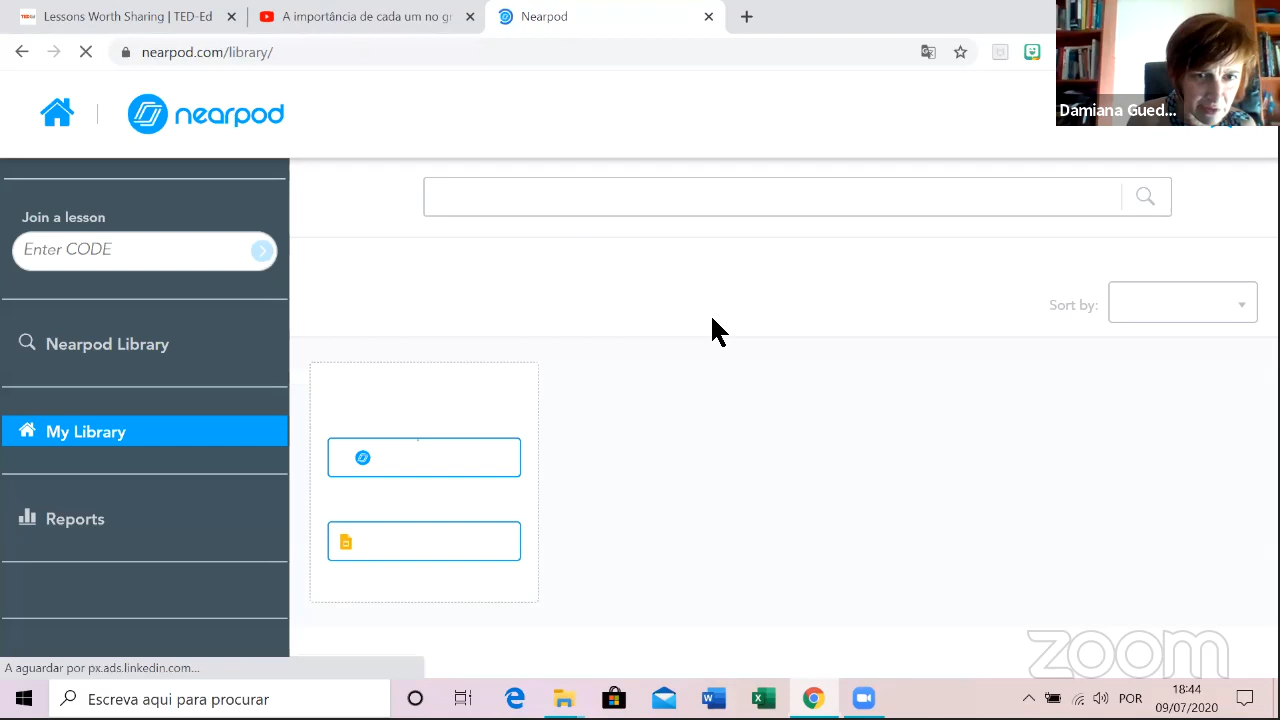 Lessons Worth Sharing | TED-Ed
A importância de cada um no gr
Nearpod
nearpod.com/library/
Damiana Gued...
nearpod
Join a lesson
Enter CODE
Sort by:
Nearpod Library
My Library
Reports
A aguardar por px.ads.linkedin.com...
zoom
Escreva aqui para procurar
POR
18:44
09/07/2020